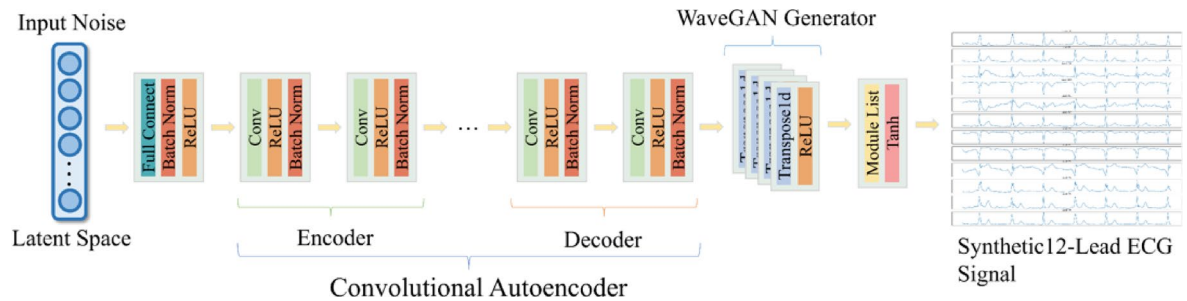 Input Noise
Latent Space
Full Connect
Batch Norm
ReLU
Conv
ReLU
Batch Norm
Conv
ReLU
Batch Norm
...
Conv
ReLU
Batch Norm
Conv
ReLU
Batch Norm
Encoder
Decoder
Convolutional Autoencoder
WaveGAN Generator
Transpose1d
ReLU
Module List
Tanh
Synthetic12-Lead ECG
Signal